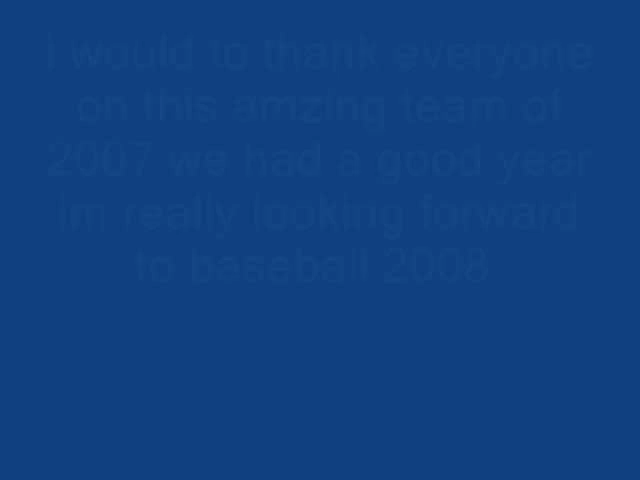 I would to thank everyone
on this amzing team of
2007 we had a good year
im really looking forward
to baseball 2008